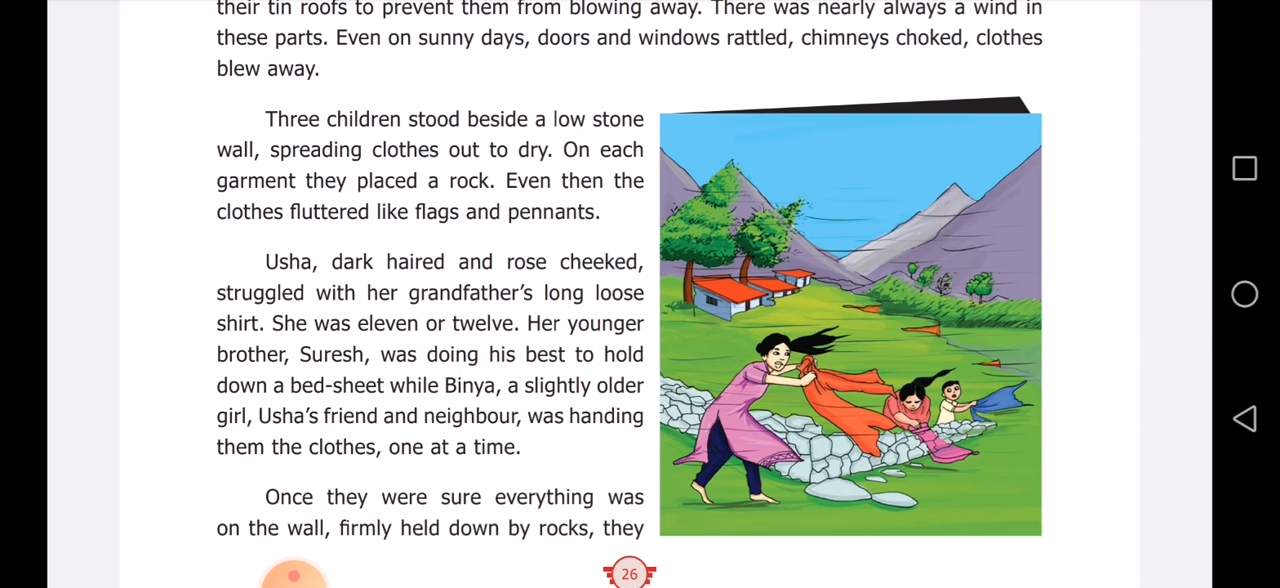 their tin roofs to prevent them from blowing away. There was nearly always a wind in
these parts. Even on sunny days, doors and windows rattled, chimneys choked, clothes
blew away.
Three children stood beside a low stone
wall, spreading clothes out to dry. On each
garment they placed a rock. Even then the
clothes fluttered like flags and pennants.
Usha, dark haired and rose cheeked,
struggled with her grandfather's long loose
shirt. She was eleven or twelve. Her younger
brother, Suresh, was doing his best to hold
down a bed-sheet while Binya, a slightly older
girl, Usha's friend and neighbour, was handing
them the clothes, one at a time.
Once they were sure everything was
on the wall, firmly held down by rocks, they
26